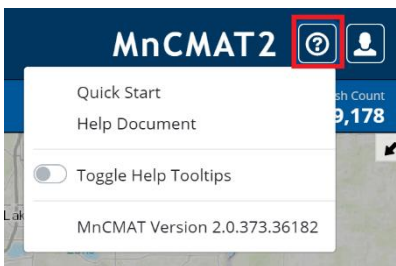 MnCMAT2
Quick Start
sh Count
Help Document
9,178
Toggle Help Tooltips
Lak
MnCMAT Version 2.0.373.36182